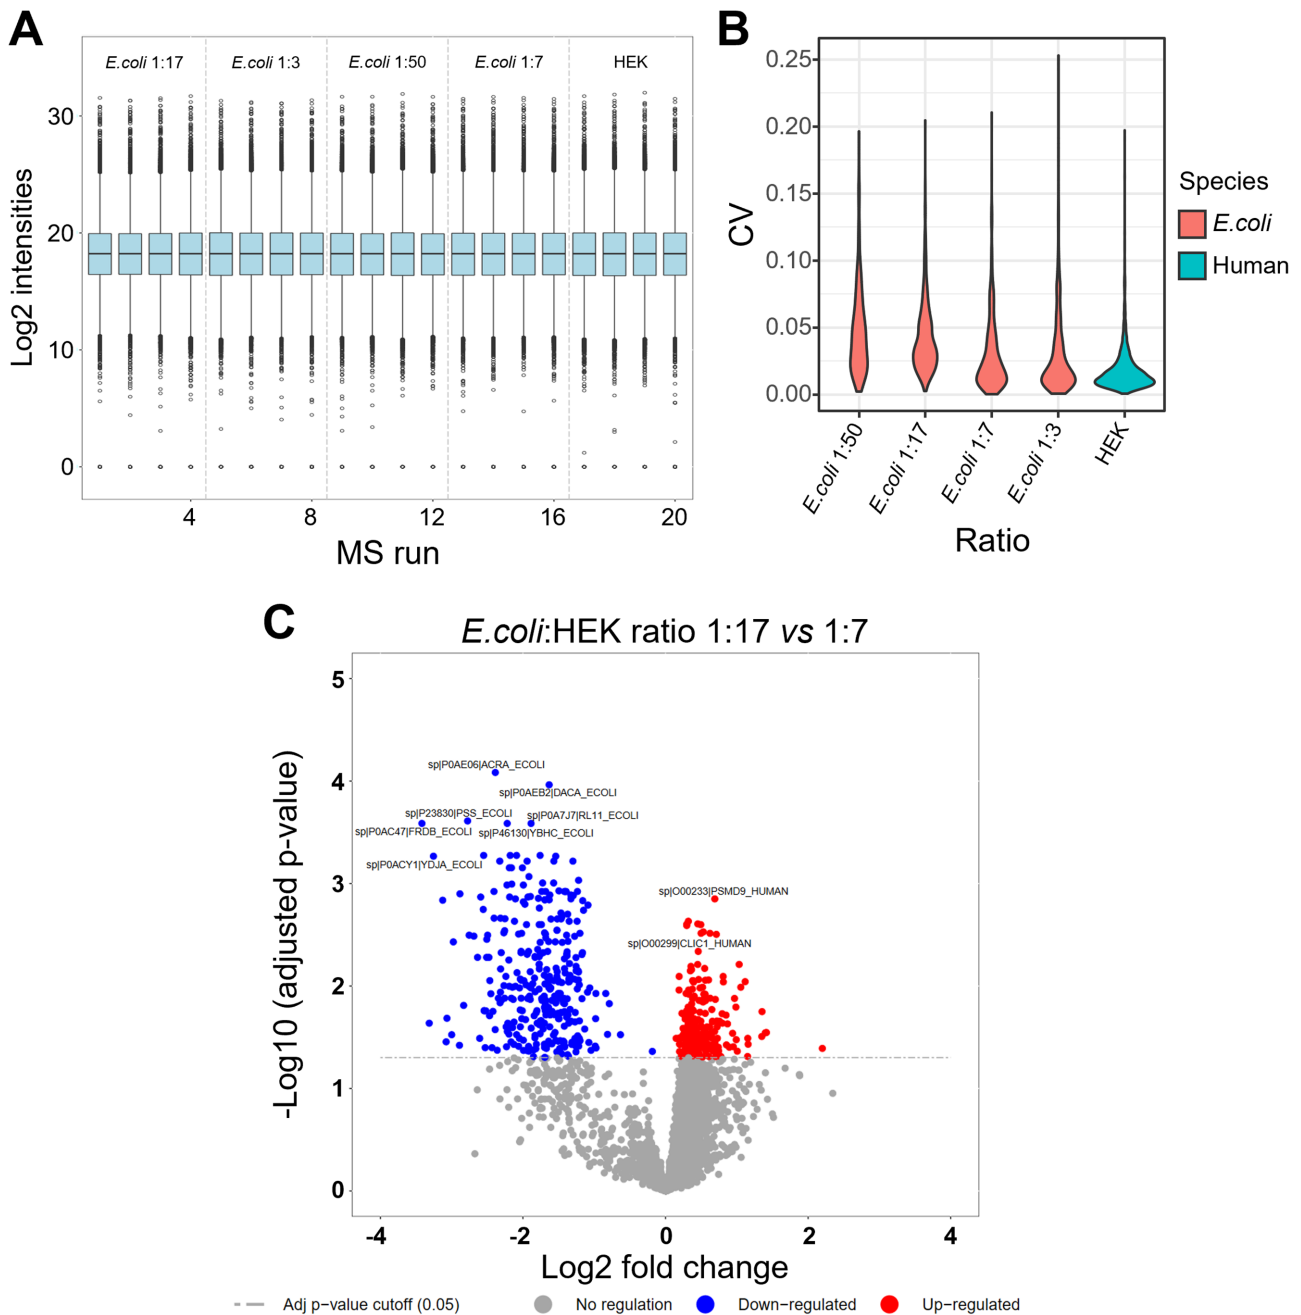 A
E.coli 1:17 E.coli 1:3 E.coli 1:50 E.coli 1:7 HEK
30
20
10
0
Log2 intensities
4 8 12 16 20
MS run
B
0.25
0.20
0.15
0.10
0.05
0.00
CV
E.coli 1:50 E.coli 1:17 E.coli 1:7 E.coli 1:3 HEK
Ratio
Species
E.coli
Human
C
E.coli:HEK ratio 1:17 vs 1:7
5
4
3
2
1
0
-Log10 (adjusted p-value)
sp|P0AE06|ACRA_ECOLI
sp|P0AEB2|DACA_ECOLI
sp|P23830|PSS_ECOLI sp|P0A7J7|RL11_ECOLI
sp|P0AC47|FRDB_ECOLI sp|P46130|YBHC_ECOLI
sp|P0ACY1|YDJA_ECOLI
sp|O00233|PSMD9_HUMAN
sp|O00299|CLIC1_HUMAN
-4 -2 0 2 4
Log2 fold change
Adj p-value cutoff (0.05) No regulation Down-regulated Up-regulated